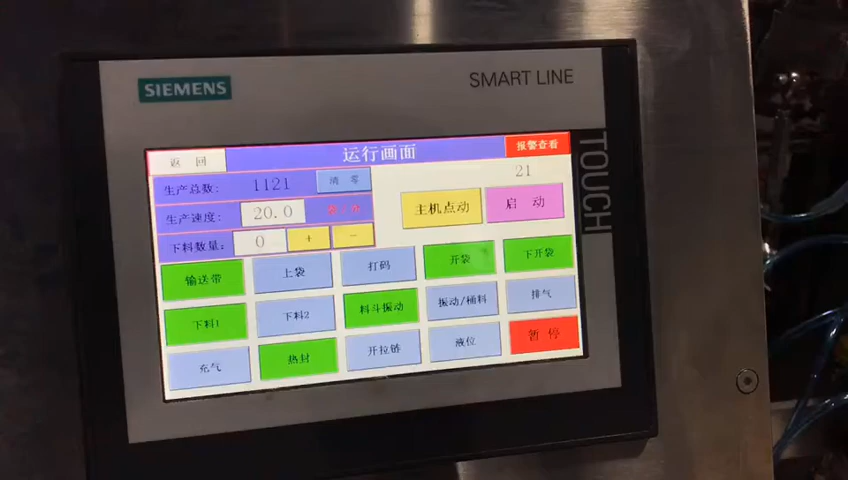 SIEMENS
SMART LINE
TOUCH
返 回
运行画面
报警查看
生产总数: 1121 清 零
21
生产速度: 20.0
主机点动
启 动
下料数量: 0 + -
输送带 上袋 打码 开袋 下开袋
下料1 下料2 料斗振动 振动/桶料 排气
充气 热封 开拉链 液位 暂 停